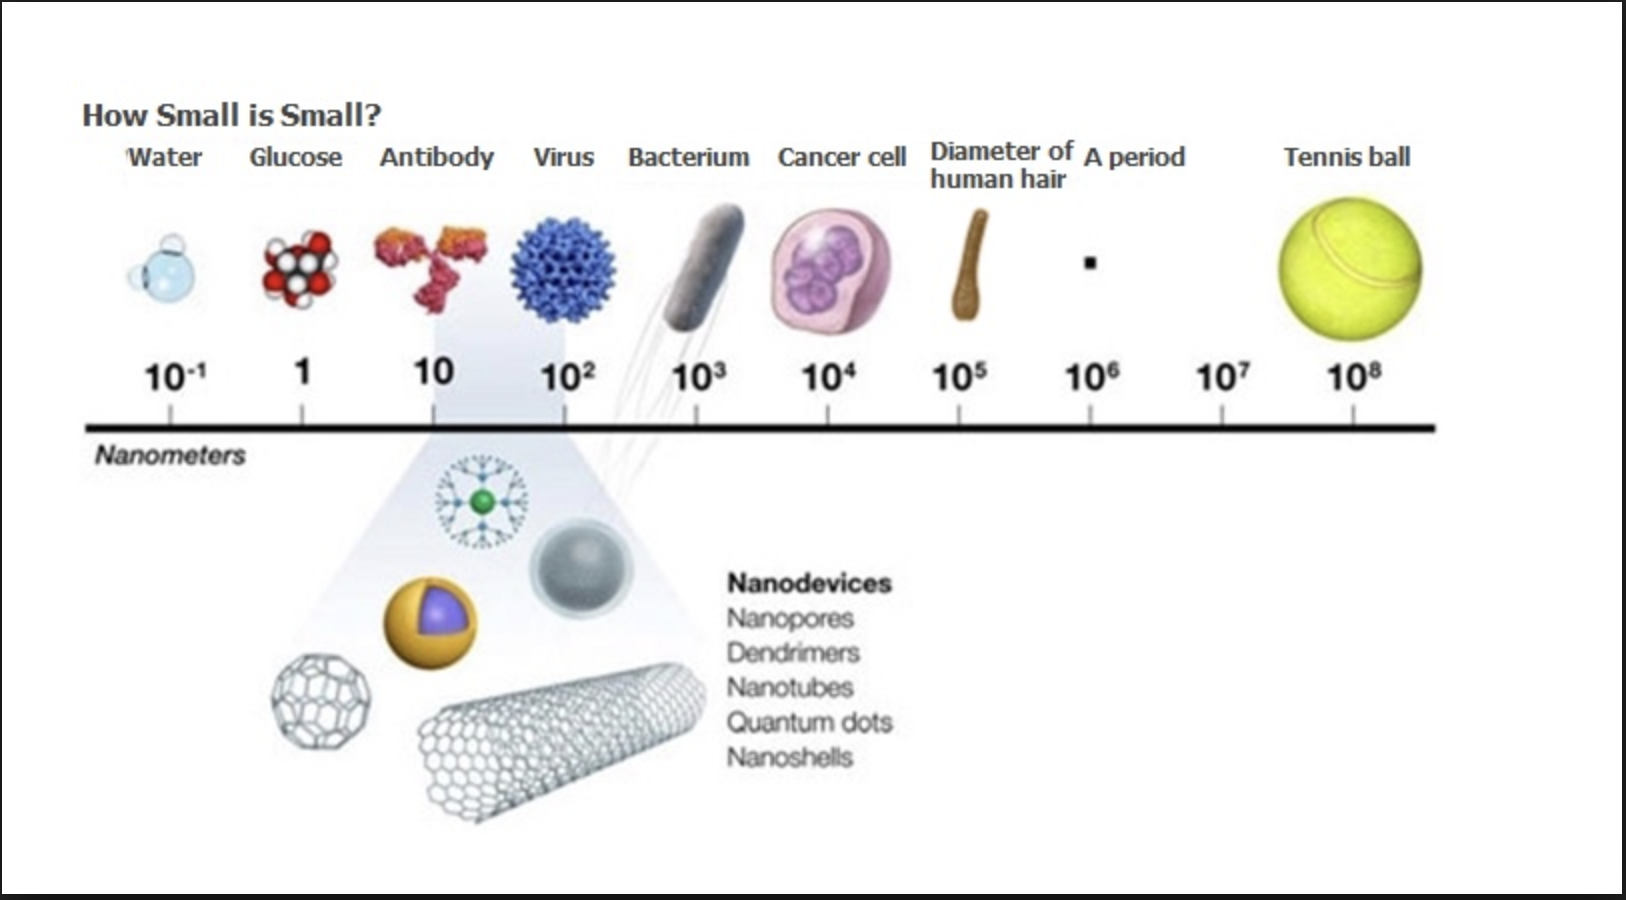 How Small is Small?
Water Glucose Antibody Virus Bacterium Cancer cell Diameter of human hair A period Tennis ball
10⁻¹ 1 10 10² 10³ 10⁴ 10⁵ 10⁶ 10⁷ 10⁸
Nanometers
Nanodevices
Nanopores
Dendrimers
Nanotubes
Quantum dots
Nanoshells